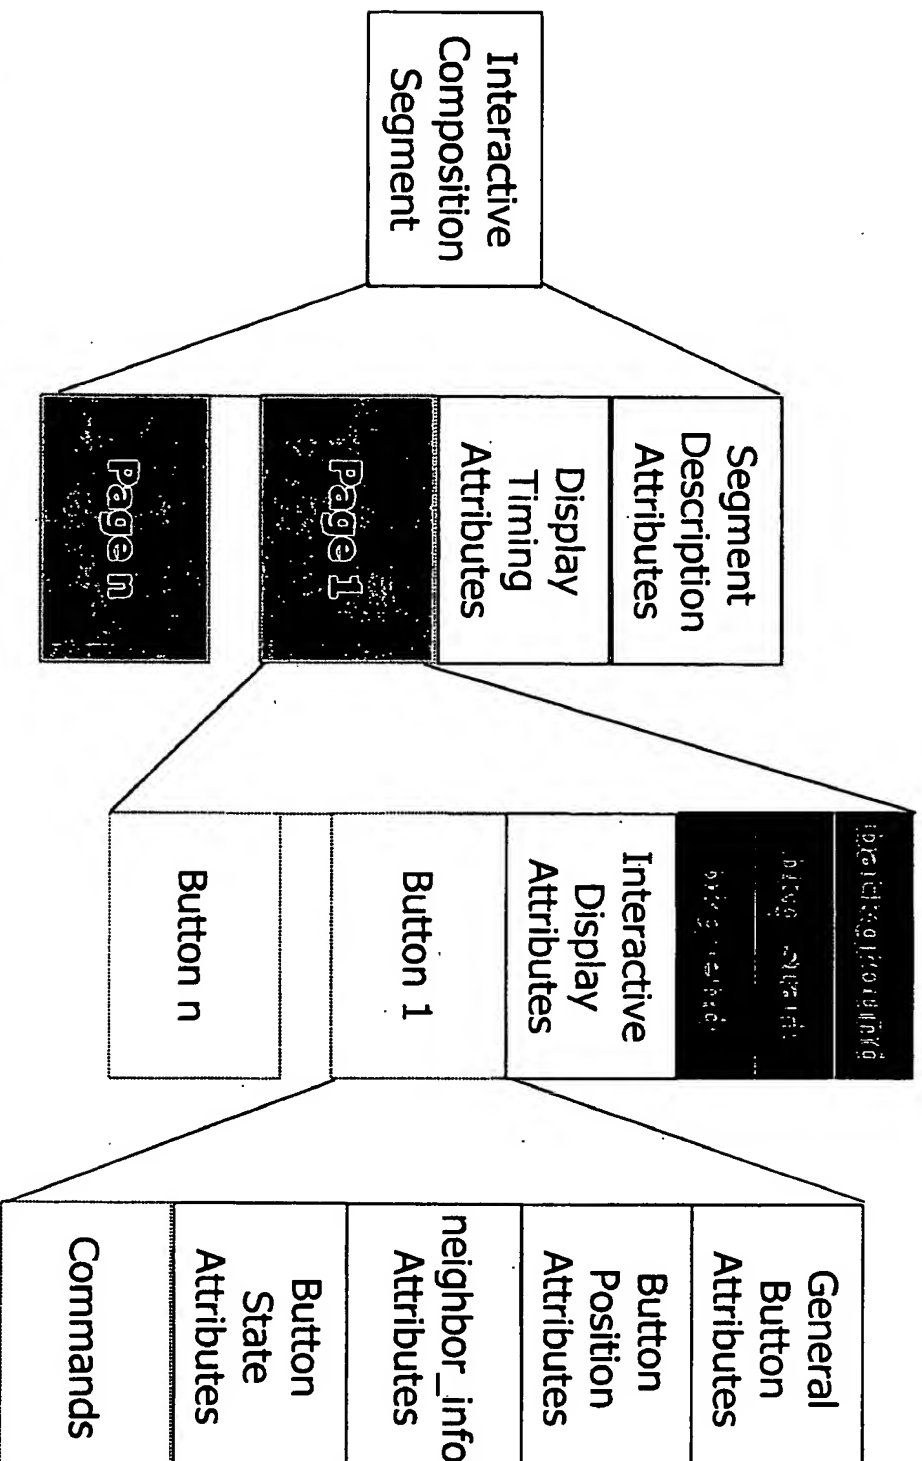 Interactive
Composition
Segment
Segment
Description
Attributes
Display
Timing
Attributes
Page 1
Page n
Interactive
Display
Attributes
Button 1
Button n
General
Button
Attributes
Button
Position
Attributes
neighbor_info
Attributes
Button
State
Attributes
Commands